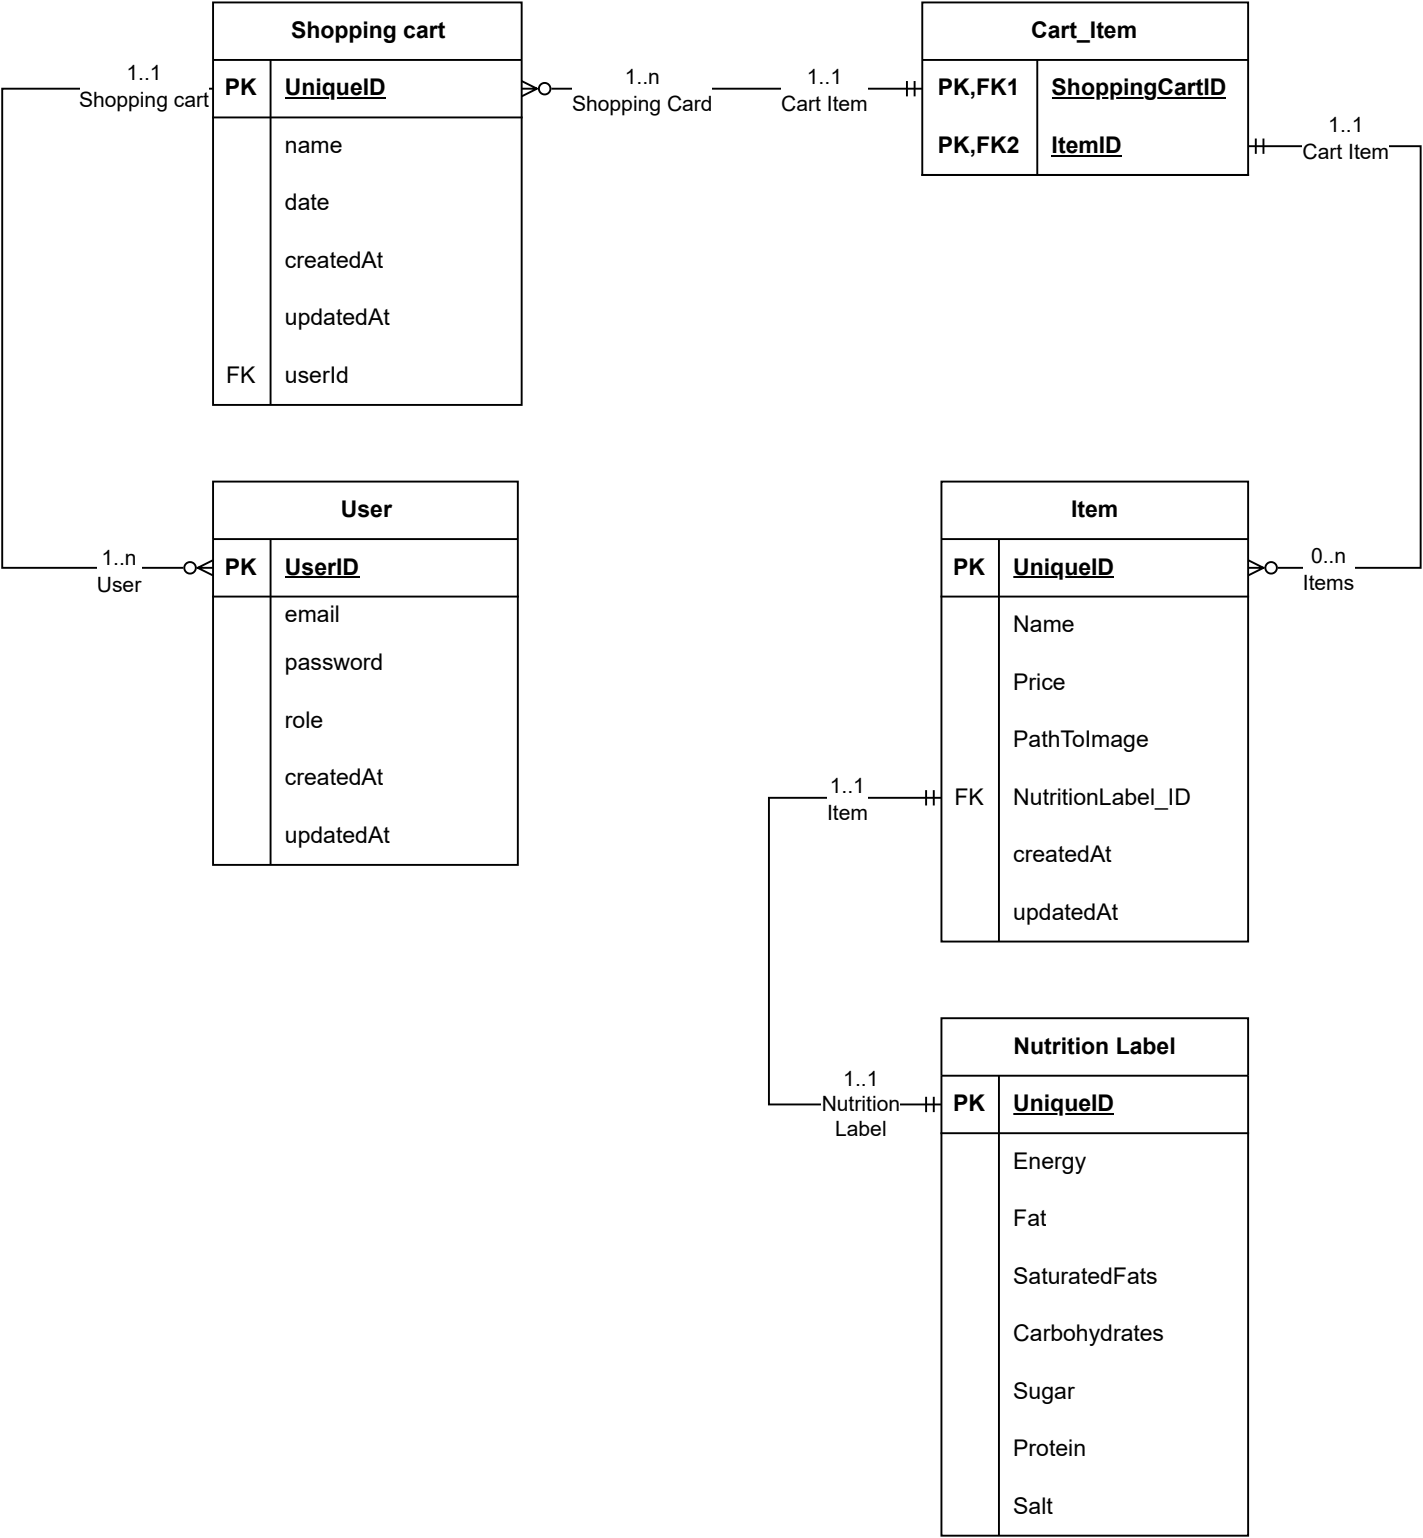 Shopping cart
PK UniqueID
name
date
createdAt
updatedAt
FK userId
1..1
Shopping cart
1..n
Shopping Card
1..1
Cart Item
Cart_Item
PK,FK1 ShoppingCartID
PK,FK2 ItemID
1..1
Cart Item
User
PK UserID
email
password
role
createdAt
updatedAt
1..n
User
Item
PK UniqueID
Name
Price
PathToImage
FK NutritionLabel_ID
createdAt
updatedAt
0..n
Items
1..1
Item
1..1
Nutrition
Label
Nutrition Label
PK UniqueID
Energy
Fat
SaturatedFats
Carbohydrates
Sugar
Protein
Salt